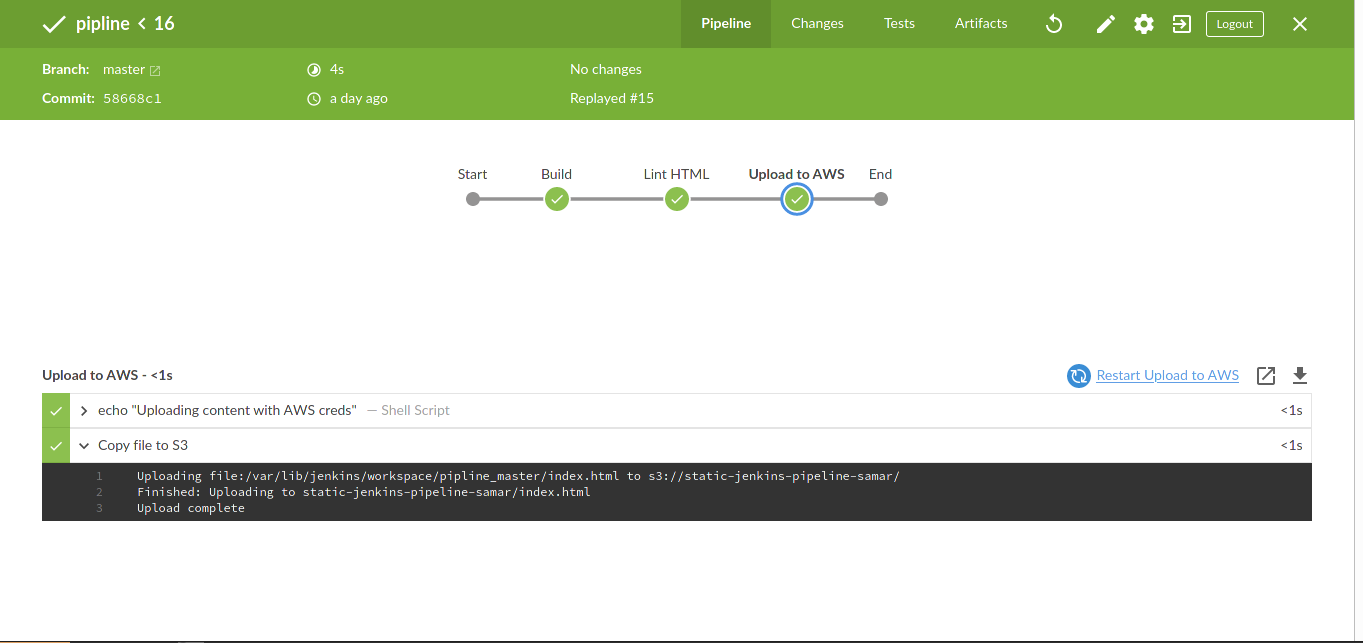 pipline < 16
Pipeline Changes Tests Artifacts Logout
Branch: master 4s No changes
Commit: 58668c1 a day ago Replayed #15
Start Build Lint HTML Upload to AWS End
Upload to AWS - <1s Restart Upload to AWS
echo "Uploading content with AWS creds" — Shell Script <1s
Copy file to S3 <1s
1 Uploading file:/var/lib/jenkins/workspace/pipline_master/index.html to s3://static-jenkins-pipeline-samar/
2 Finished: Uploading to static-jenkins-pipeline-samar/index.html
3 Upload complete